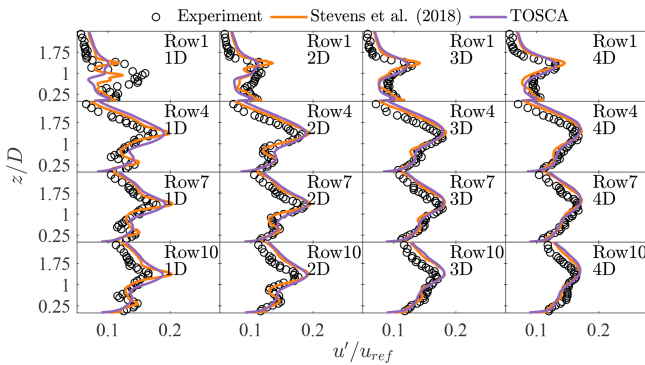 Experiment Stevens et al. (2018) TOSCA
1.75 Row1 Row1 Row1 Row1
1D 2D 3D 4D
1
0.25
Row4 Row4 Row4 Row4
1.75 1D 2D 3D 4D
1
0.25
Row7 Row7 Row7 Row7
1.75 1D 2D 3D 4D
1
0.25
Row10 Row10 Row10 Row10
1.75 1D 2D 3D 4D
1
0.25
z/D
0.1 0.2 0.1 0.2 0.1 0.2 0.1 0.2
u'/u_ref